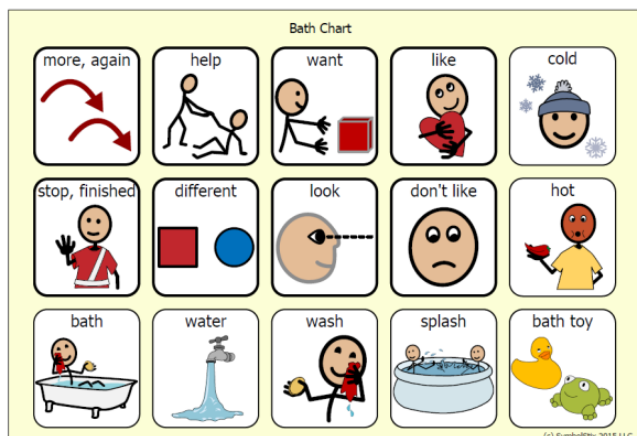 Bath Chart
more, again
help
want
like
cold
stop, finished
different
look
don't like
hot
bath
water
wash
splash
bath toy